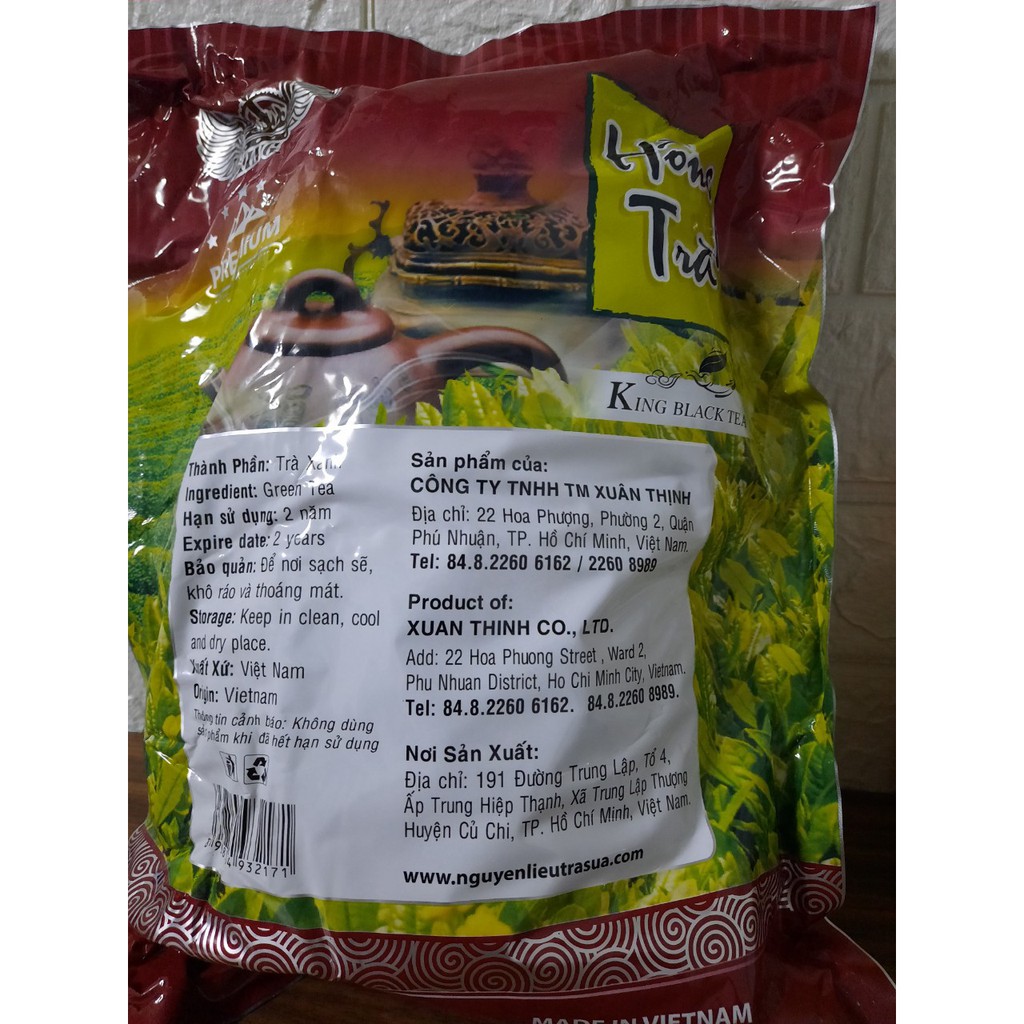 KING
PREMIUM
Hồng
Trà
KING BLACK TEA
Thành Phần: Trà Xanh
Ingredient: Green Tea
Hạn sử dụng: 2 năm
Expire date: 2 years
Bảo quản: Để nơi sạch sẽ,
khô ráo và thoáng mát.
Storage: Keep in clean, cool
and dry place.
Xuất Xứ: Việt Nam
Origin: Vietnam
Thông tin cảnh báo: Không dùng
sản phẩm khi đã hết hạn sử dụng
Sản phẩm của:
CÔNG TY TNHH TM XUÂN THỊNH
Địa chỉ: 22 Hoa Phượng, Phường 2, Quận
Phú Nhuận, TP. Hồ Chí Minh, Việt Nam.
Tel: 84.8.2260 6162 / 2260 8989
Product of:
XUAN THINH CO., LTD.
Add: 22 Hoa Phuong Street , Ward 2,
Phu Nhuan District, Ho Chi Minh City, Vietnam.
Tel: 84.8.2260 6162. 84.8.2260 8989.
Nơi Sản Xuất:
Địa chỉ: 191 Đường Trung Lập, Tổ 4,
Ấp Trung Hiệp Thạnh, Xã Trung Lập Thượng
Huyện Củ Chi, TP. Hồ Chí Minh, Việt Nam.
www.nguyenlieutrasua.com
932171
MADE IN VIETNAM